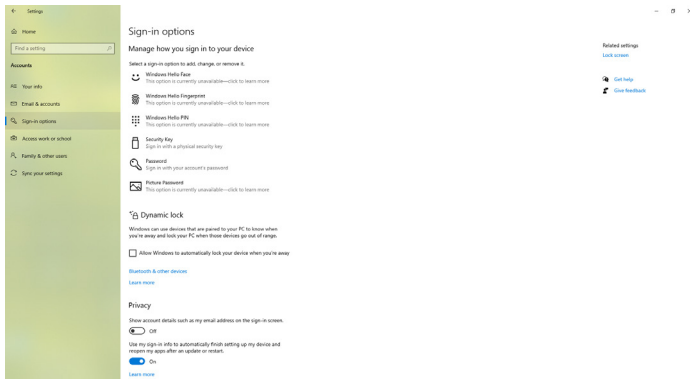 Settings
Home
Find a setting
Accounts
Your info
Email & accounts
Sign-in options
Access work or school
Family & other users
Sync your settings
Sign-in options
Manage how you sign in to your device
Select a sign-in option to add, change, or remove it.
Windows Hello Face
This option is currently unavailable—click to learn more
Windows Hello Fingerprint
This option is currently unavailable—click to learn more
Windows Hello PIN
This option is currently unavailable—click to learn more
Security Key
Sign in with a physical security key
Password
Sign in with your account's password
Picture Password
This option is currently unavailable—click to learn more
Dynamic lock
Windows can use devices that are paired to your PC to know when
you're away and lock your PC when those devices go out of range.
Allow Windows to automatically lock your device when you're away
Bluetooth & other devices
Learn more
Privacy
Show account details such as my email address on the sign-in screen.
Off
Use my sign-in info to automatically finish setting up my device and
reopen my apps after an update or restart.
On
Learn more
Related settings
Lock screen
Get help
Give feedback